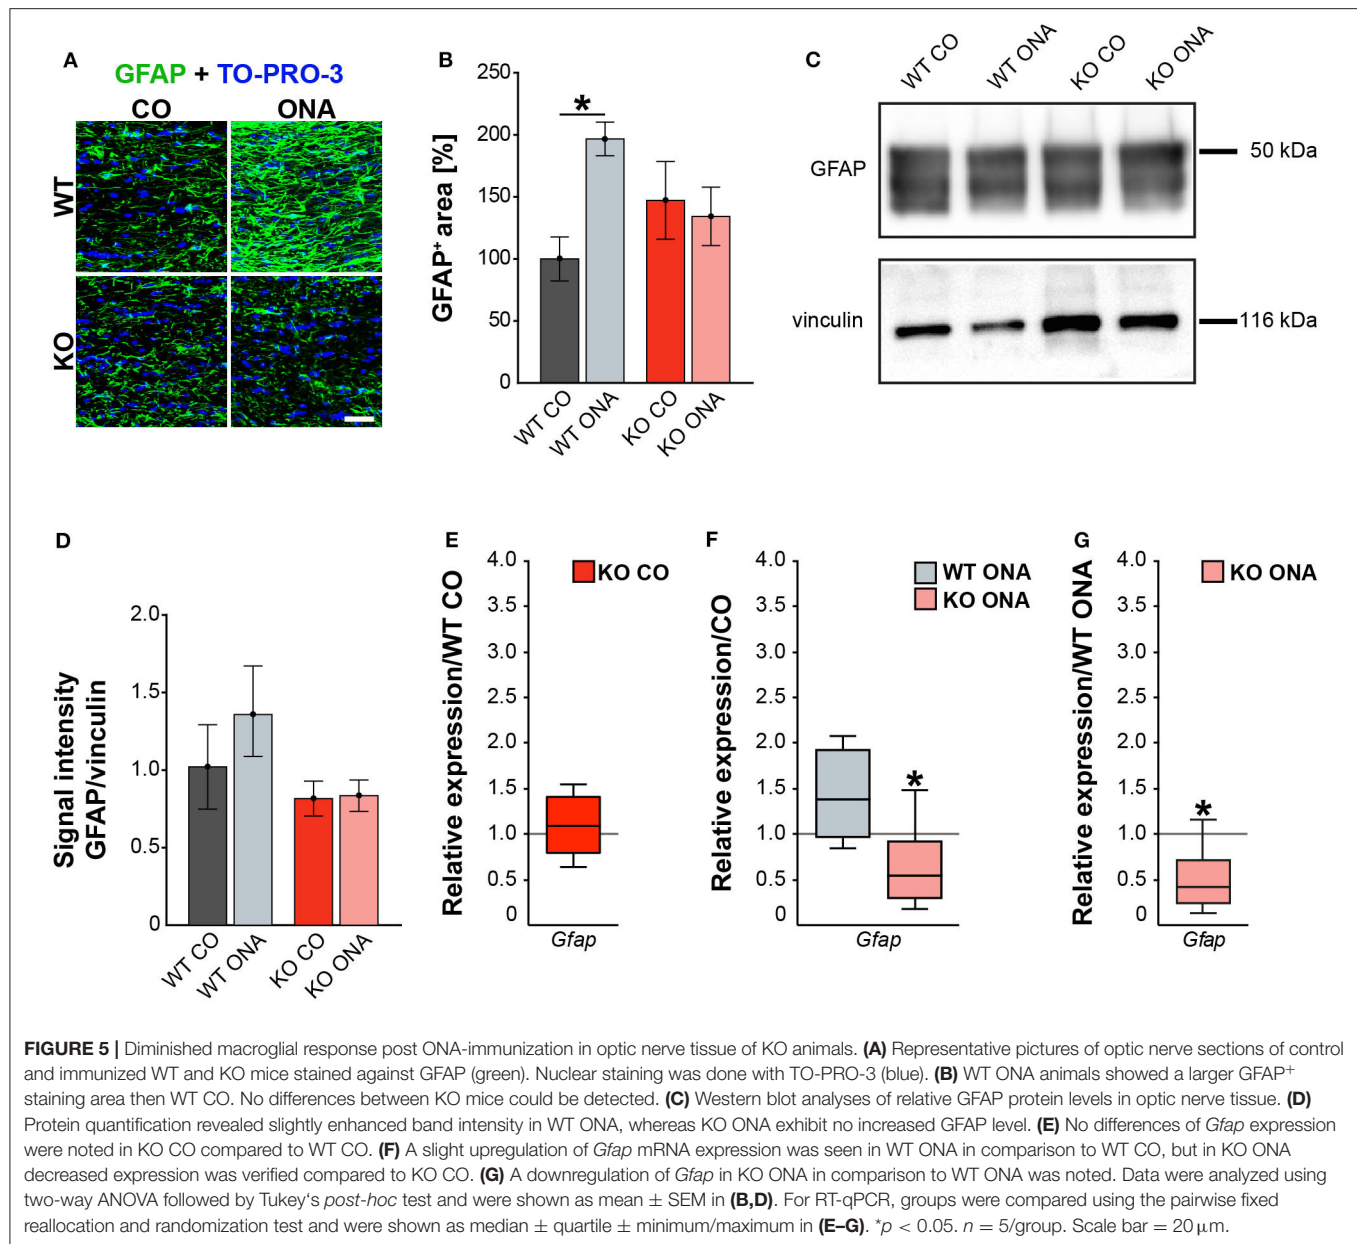 A
GFAP + TO-PRO-3
CO
ONA
WT
KO
B
GFAP⁺ area [%]
250
200
150
100
50
0
*
WT CO
WT ONA
KO CO
KO ONA
C
WT CO
WT ONA
KO CO
KO ONA
GFAP
50 kDa
vinculin
116 kDa
D
Signal intensity
GFAP/vinculin
2.0
1.5
1.0
0.5
0
WT CO
WT ONA
KO CO
KO ONA
E
Relative expression/WT CO
4.0
3.5
3.0
2.5
2.0
1.5
1.0
0.5
0
KO CO
Gfap
F
Relative expression/CO
4.0
3.5
3.0
2.5
2.0
1.5
1.0
0.5
0
WT ONA
KO ONA
*
Gfap
G
Relative expression/WT ONA
4.0
3.5
3.0
2.5
2.0
1.5
1.0
0.5
0
KO ONA
*
Gfap
FIGURE 5 | Diminished macroglial response post ONA-immunization in optic nerve tissue of KO animals. (A) Representative pictures of optic nerve sections of control
and immunized WT and KO mice stained against GFAP (green). Nuclear staining was done with TO-PRO-3 (blue). (B) WT ONA animals showed a larger GFAP⁺
staining area then WT CO. No differences between KO mice could be detected. (C) Western blot analyses of relative GFAP protein levels in optic nerve tissue. (D)
Protein quantification revealed slightly enhanced band intensity in WT ONA, whereas KO ONA exhibit no increased GFAP level. (E) No differences of Gfap expression
were noted in KO CO compared to WT CO. (F) A slight upregulation of Gfap mRNA expression was seen in WT ONA in comparison to WT CO, but in KO ONA
decreased expression was verified compared to KO CO. (G) A downregulation of Gfap in KO ONA in comparison to WT ONA was noted. Data were analyzed using
two-way ANOVA followed by Tukey‘s post-hoc test and were shown as mean ± SEM in (B,D). For RT-qPCR, groups were compared using the pairwise fixed
reallocation and randomization test and were shown as median ± quartile ± minimum/maximum in (E–G). *p < 0.05. n = 5/group. Scale bar = 20 μm.